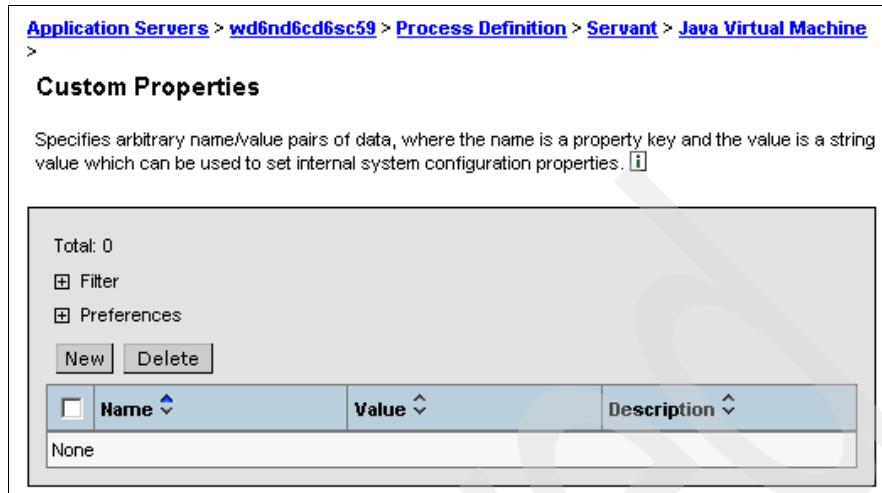 Application Servers > wd6nd6cd6sc59 > Process Definition > Servant > Java Virtual Machine
>
Custom Properties
Specifies arbitrary name/value pairs of data, where the name is a property key and the value is a string
value which can be used to set internal system configuration properties. i
Total: 0
Filter
Preferences
New Delete
Name Value Description
None